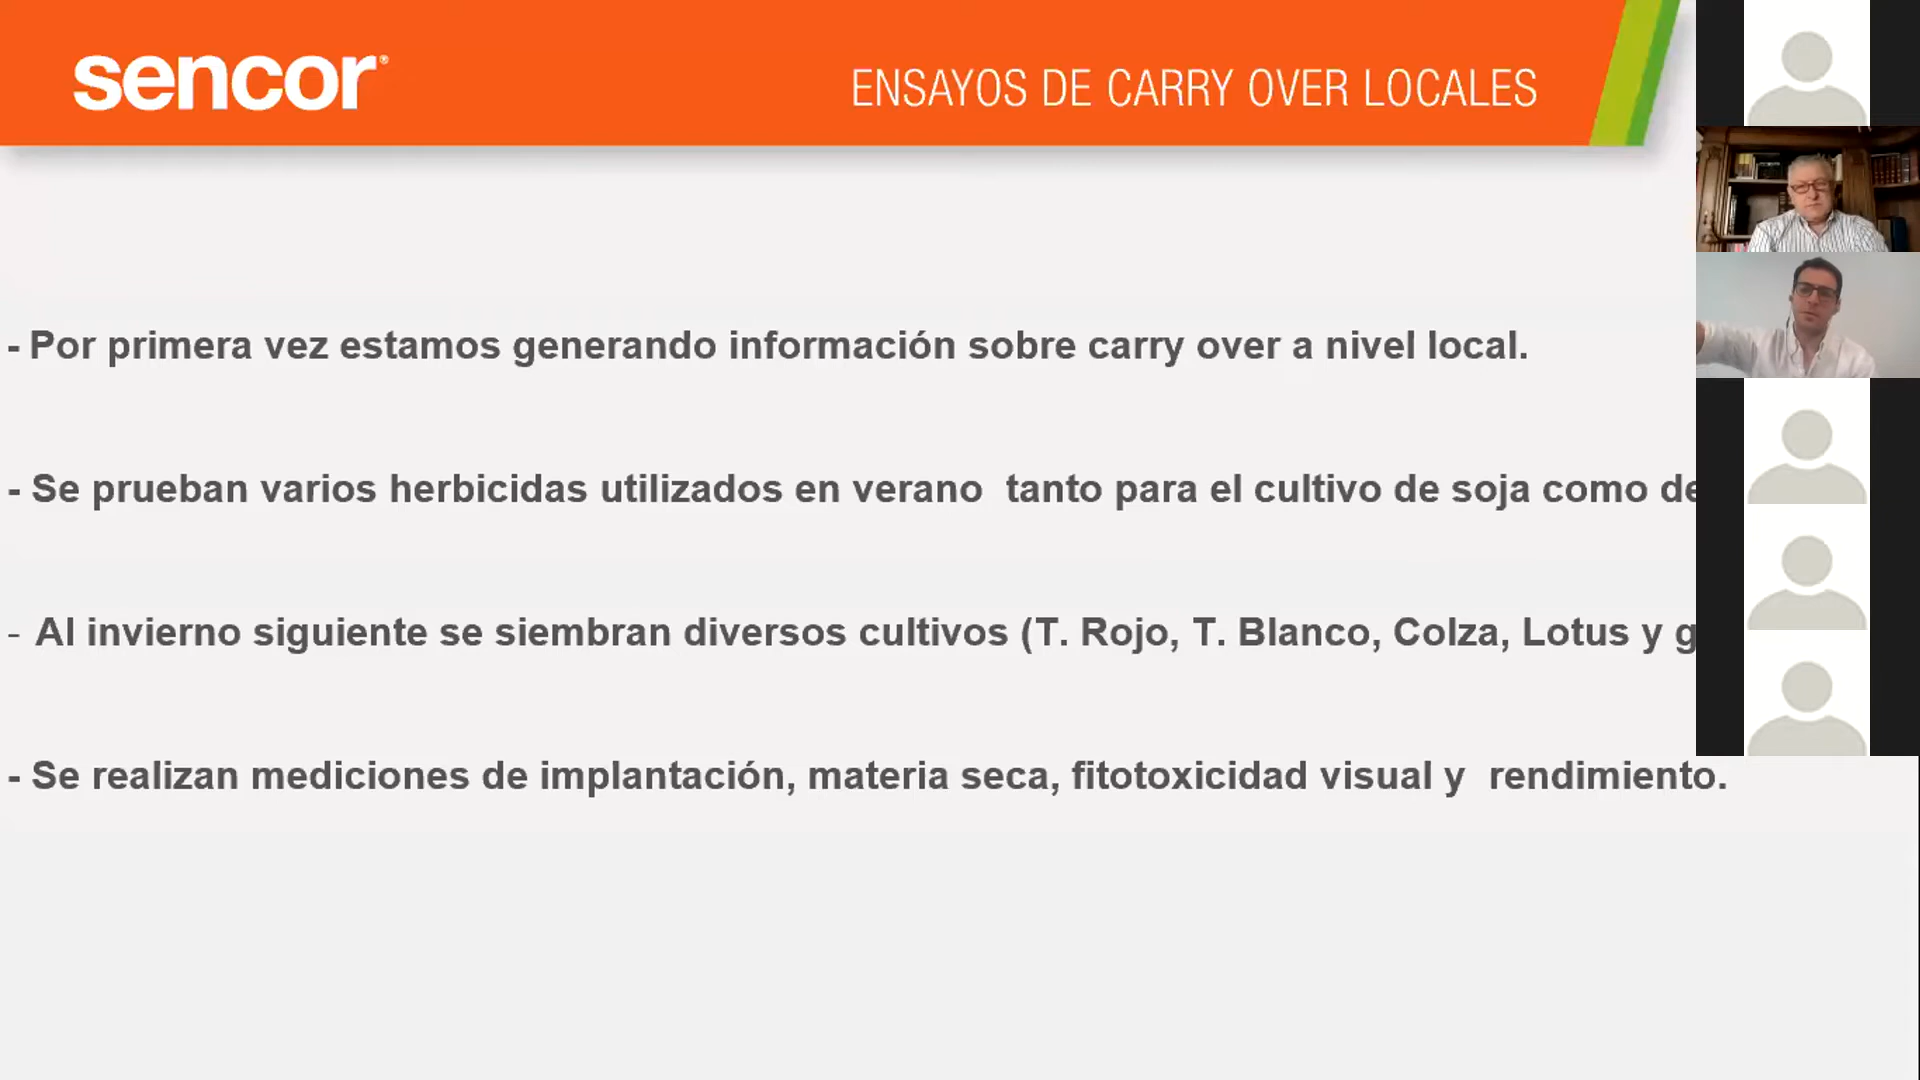 sencor®
ENSAYOS DE CARRY OVER LOCALES
- Por primera vez estamos generando información sobre carry over a nivel local.
- Se prueban varios herbicidas utilizados en verano tanto para el cultivo de soja como de
- Al invierno siguiente se siembran diversos cultivos (T. Rojo, T. Blanco, Colza, Lotus y g
- Se realizan mediciones de implantación, materia seca, fitotoxicidad visual y rendimiento.